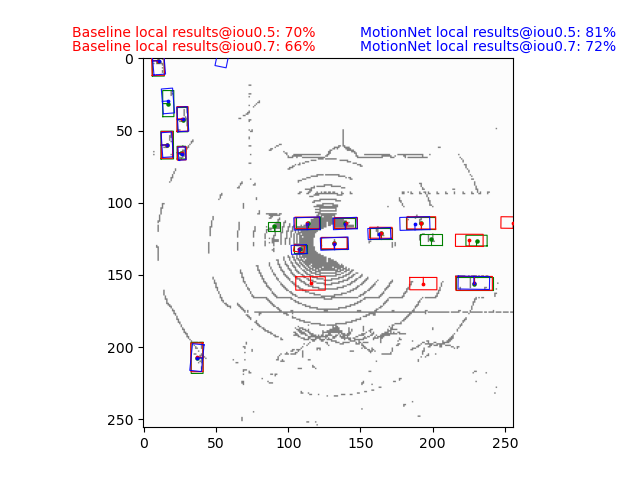 Baseline local results@iou0.5: 70% MotionNet local results@iou0.5: 81%
Baseline local results@iou0.7: 66% MotionNet local results@iou0.7: 72%
0
50
100
150
200
250
0 50 100 150 200 250